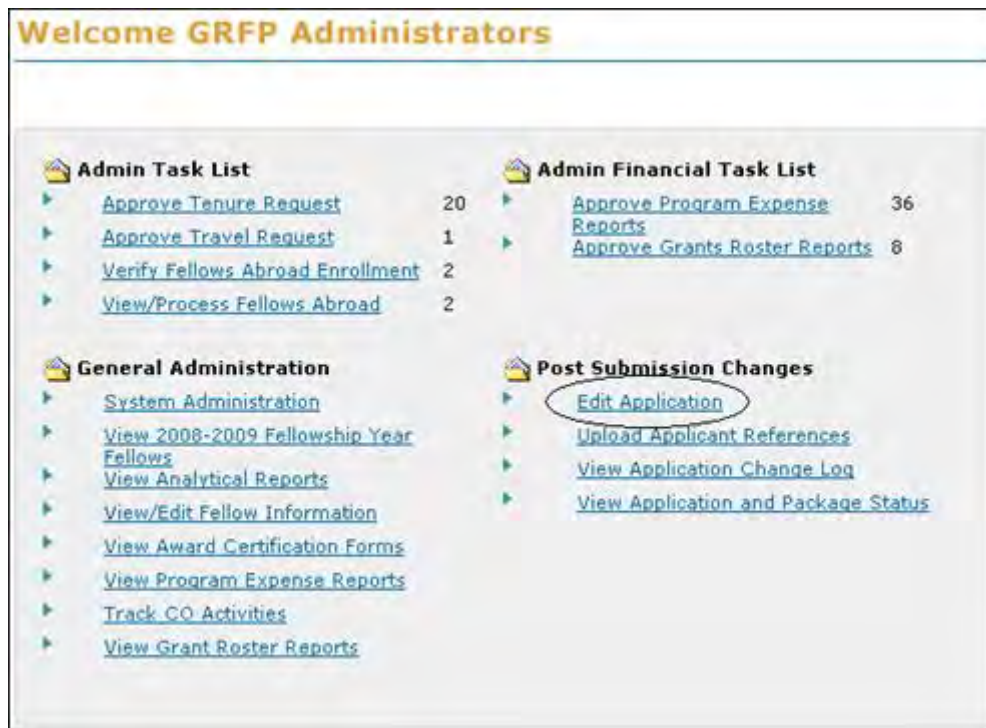 Welcome GRFP Administrators
Admin Task List
Approve Tenure Request 20
Approve Travel Request 1
Verify Fellows Abroad Enrollment 2
View/Process Fellows Abroad 2
Admin Financial Task List
Approve Program Expense 36
Reports
Approve Grants Roster Reports 8
General Administration
System Administration
View 2008-2009 Fellowship Year
Fellows
View Analytical Reports
View/Edit Fellow Information
View Award Certification Forms
View Program Expense Reports
Track CO Activities
View Grant Roster Reports
Post Submission Changes
Edit Application
Upload Applicant References
View Application Change Log
View Application and Package Status